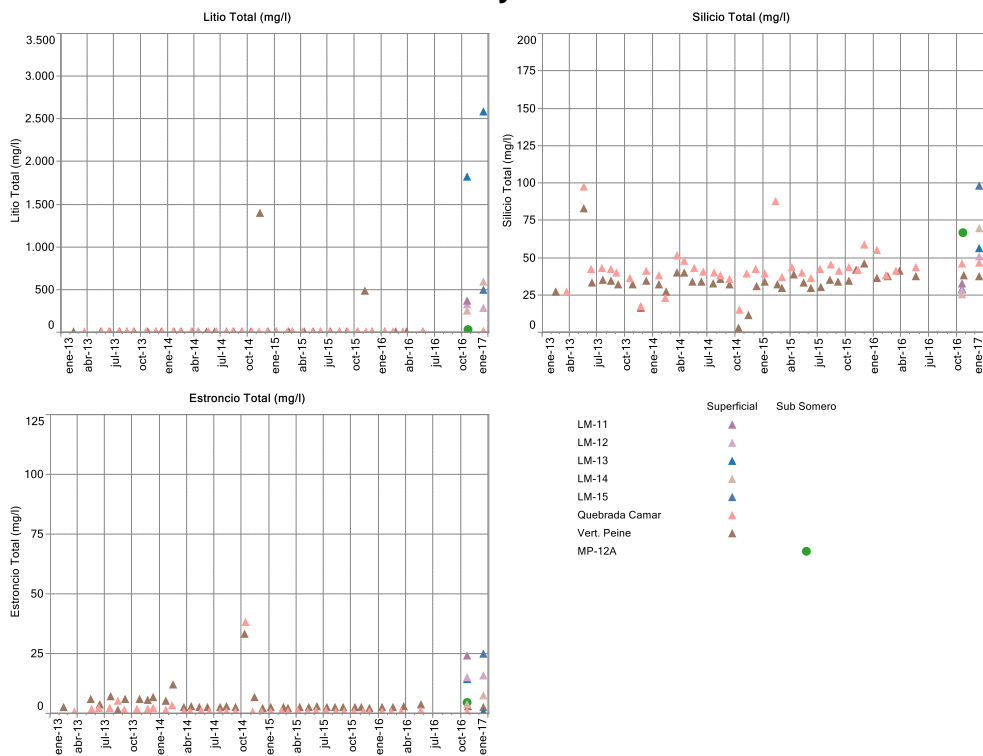 Litio Total (mg/l)
Litio Total (mg/l)
3.500
3.000
2.500
2.000
1.500
1.000
500
0
ene-13
abr-13
jul-13
oct-13
ene-14
abr-14
jul-14
oct-14
ene-15
abr-15
jul-15
oct-15
ene-16
abr-16
jul-16
oct-16
ene-17
Silicio Total (mg/l)
Silicio Total (mg/l)
200
175
150
125
100
75
50
25
0
ene-13
abr-13
jul-13
oct-13
ene-14
abr-14
jul-14
oct-14
ene-15
abr-15
jul-15
oct-15
ene-16
abr-16
jul-16
oct-16
ene-17
Estroncio Total (mg/l)
Estroncio Total (mg/l)
125
100
75
50
25
0
ene-13
abr-13
jul-13
oct-13
ene-14
abr-14
jul-14
oct-14
ene-15
abr-15
jul-15
oct-15
ene-16
abr-16
jul-16
oct-16
ene-17
Superficial Sub Somero
LM-11
LM-12
LM-13
LM-14
LM-15
Quebrada Camar
Vert. Peine
MP-12A